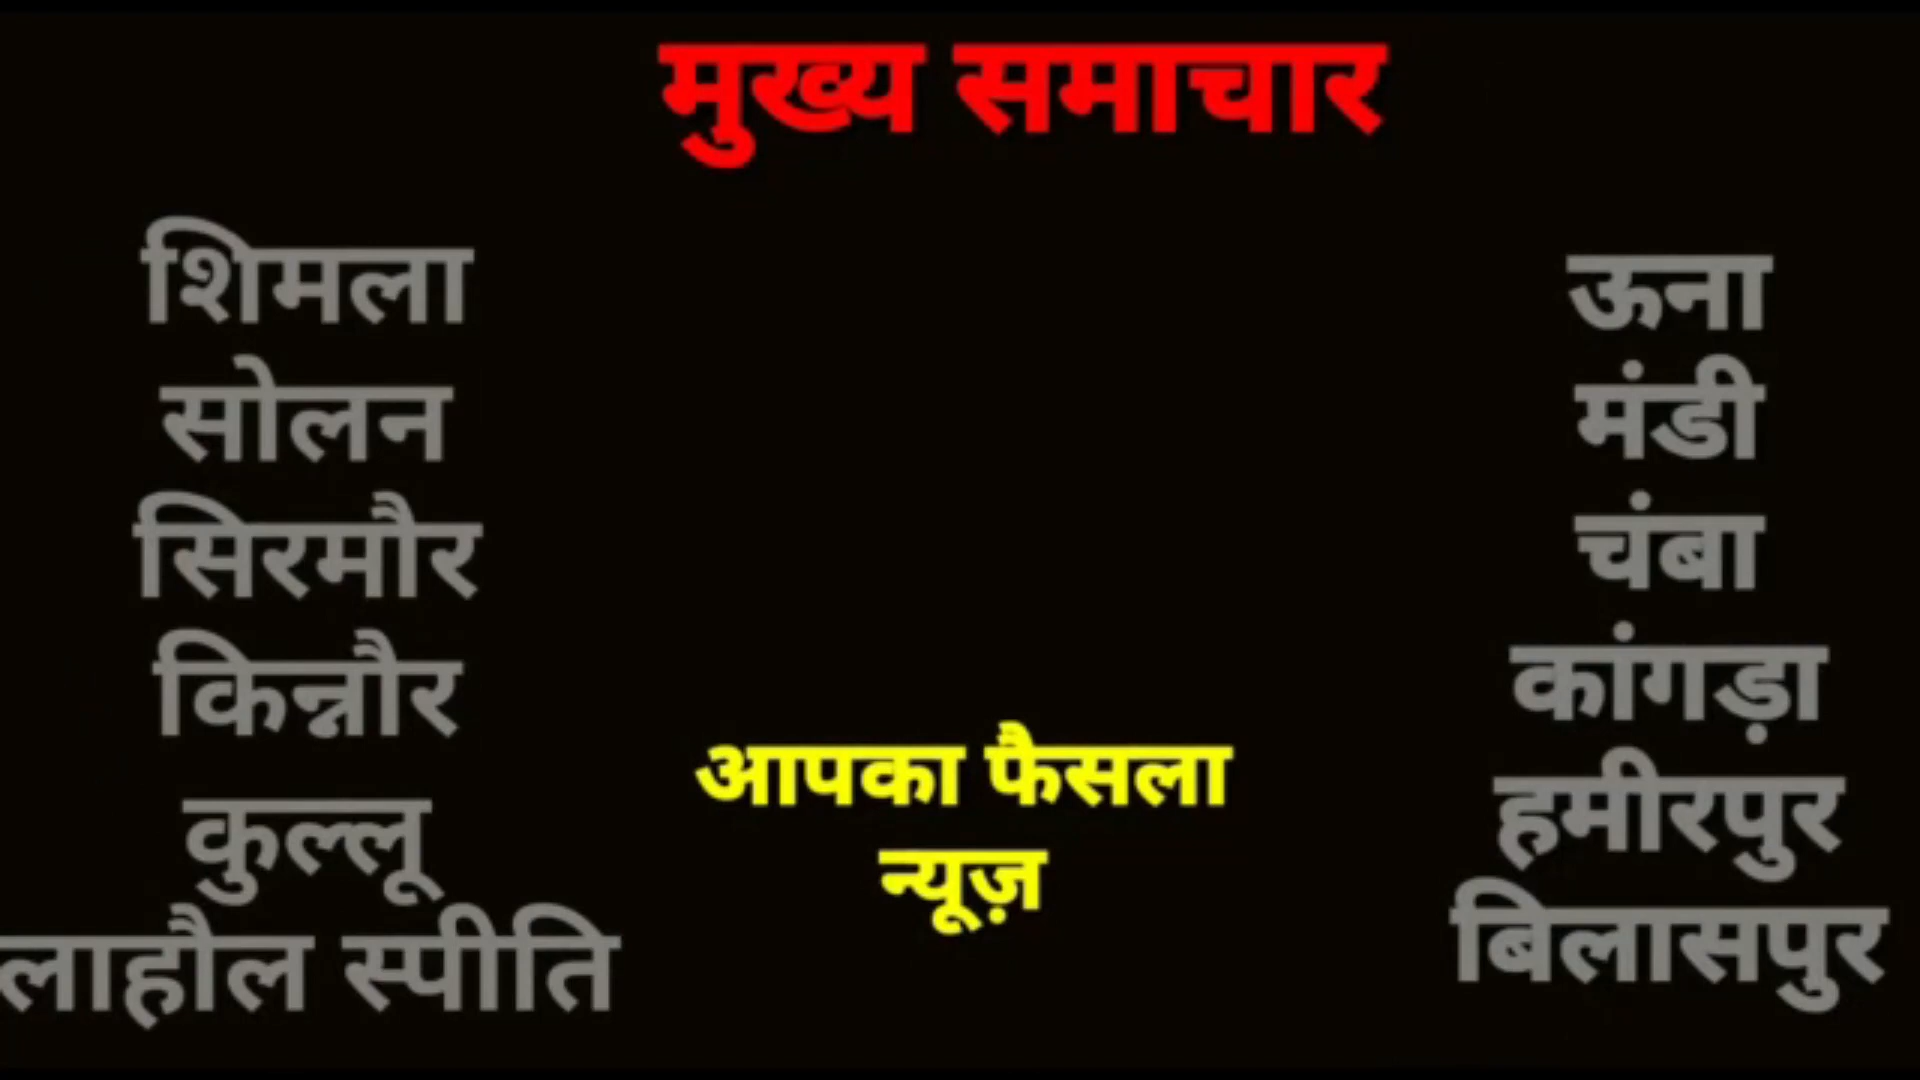 मुख्य समाचार
शिमला
सोलन
सिरमौर
किन्नौर
कुल्लू
लाहौल स्पीति
आपका फैसला
न्यूज़
ऊना
मंडी
चंबा
कांगड़ा
हमीरपुर
बिलासपुर